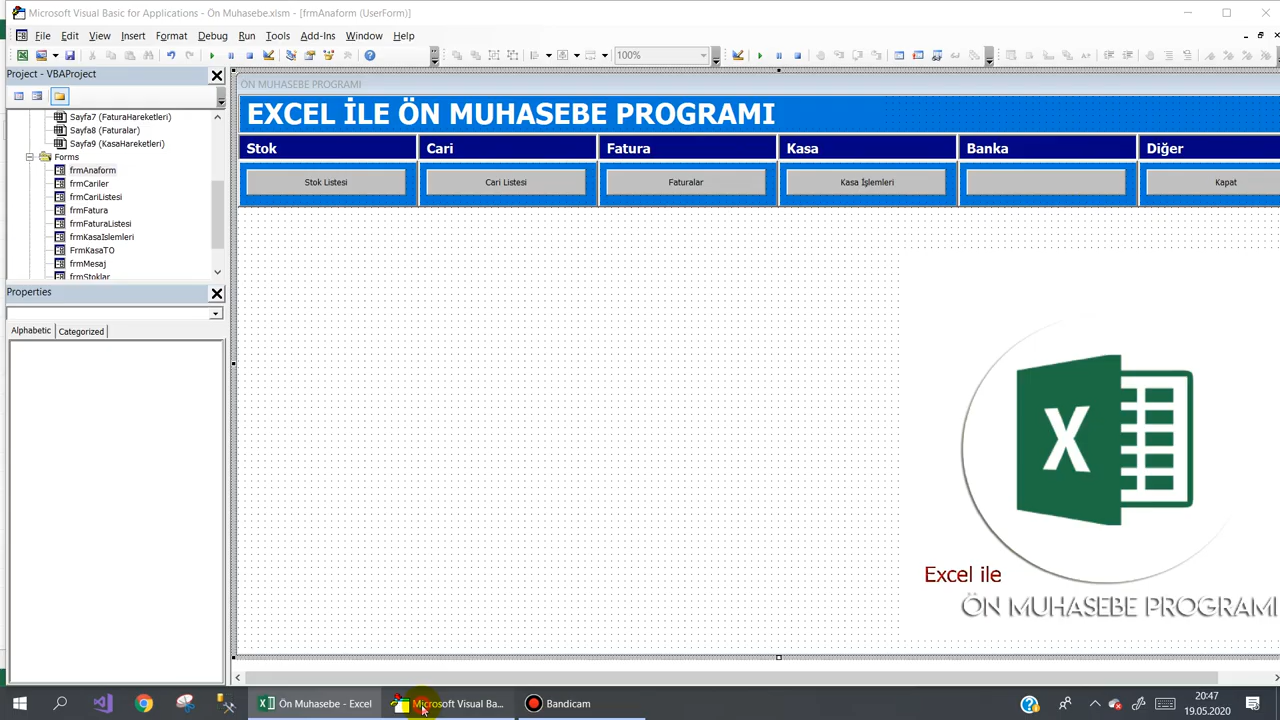 Microsoft Visual Basic for Applications - Ön Muhasebe.xlsm - [frmAnaform (UserForm)]
File Edit View Insert Format Debug Run Tools Add-Ins Window Help
100%
Project - VBAProject
Sayfa7 (FaturaHareketleri)
Sayfa8 (Faturalar)
Sayfa9 (KasaHareketleri)
Forms
frmAnaform
frmCariler
frmCariListesi
frmFatura
frmFaturaListesi
frmKasaIslemleri
FrmKasaTO
frmMesaj
frmStoklar
Properties
Alphabetic Categorized
ÖN MUHASEBE PROGRAMI
EXCEL İLE ÖN MUHASEBE PROGRAMI
Stok Cari Fatura Kasa Banka Diğer
Stok Listesi Cari Listesi Faturalar Kasa İşlemleri Kapat
X
Excel ile
ÖN MUHASEBE PROGRAMI
Ön Muhasebe - Excel
Microsoft Visual Ba...
Bandicam
20:47
19.05.2020